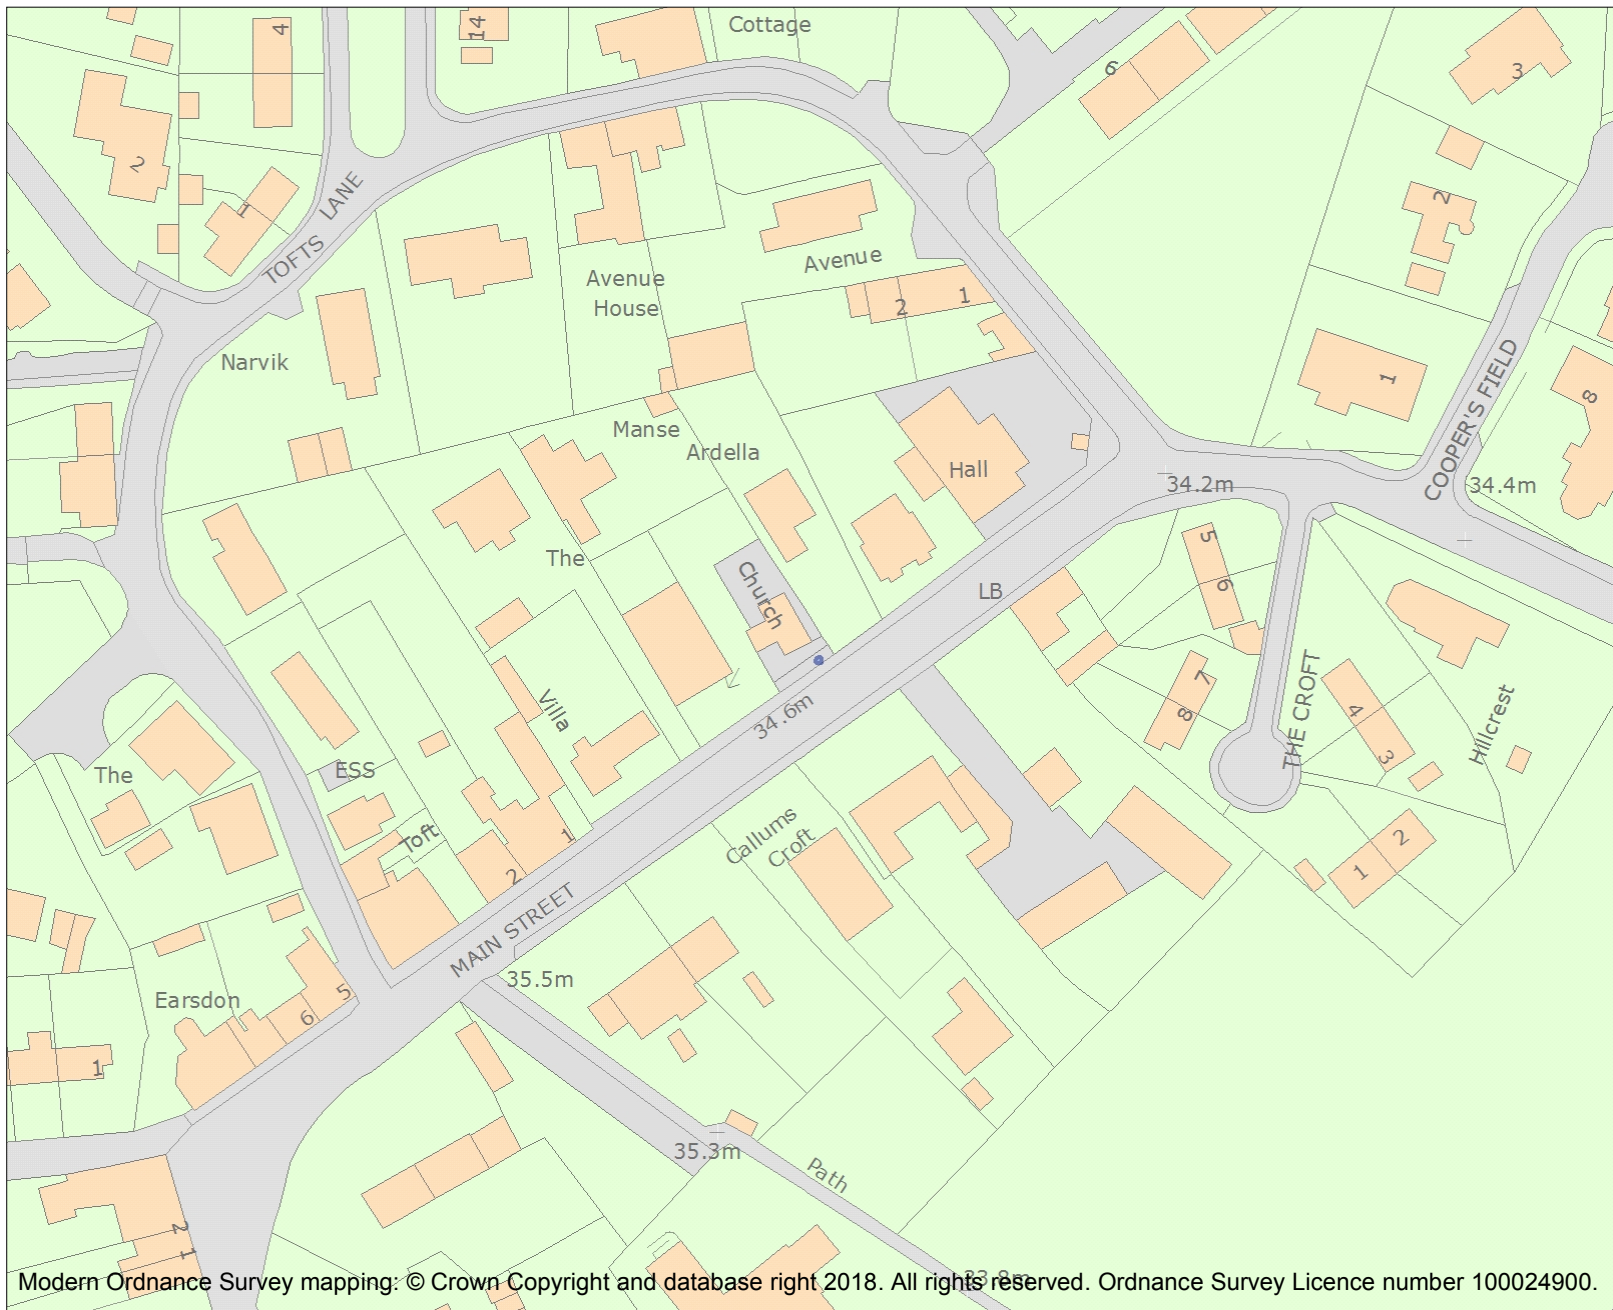 Cottage
14
4
6
3
2
1
TOFTS LANE
2
Avenue
House
Avenue
2
1
Narvik
1
COOPER'S FIELD
8
Manse
Ardella
Hall
34.2m
34.4m
The
Church
LB
5
6
Villa
34.6m
7
8
THE CROFT
4
3
Hillcrest
The
ESS
Toft
1
2
Callums
Croft
2
1
MAIN STREET
35.5m
Earsdon
5
6
1
35.3m
Path
2
1
33.8m
Modern Ordnance Survey mapping: © Crown Copyright and database right 2018. All rights reserved. Ordnance Survey Licence number 100024900.